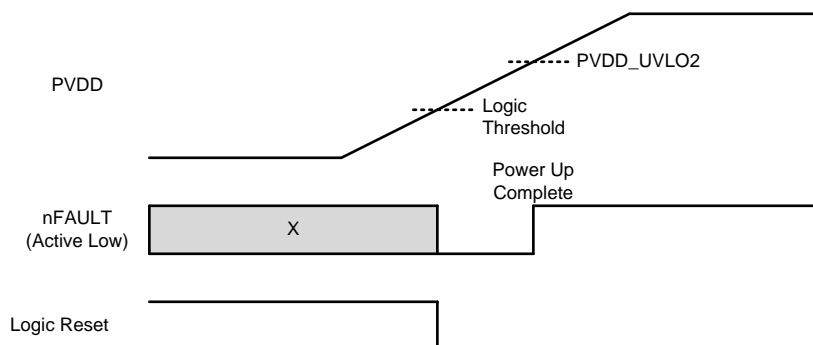 PVDD_UVLO2
PVDD
Logic
Threshold
Power Up
Complete
nFAULT
(Active Low)
X
Logic Reset